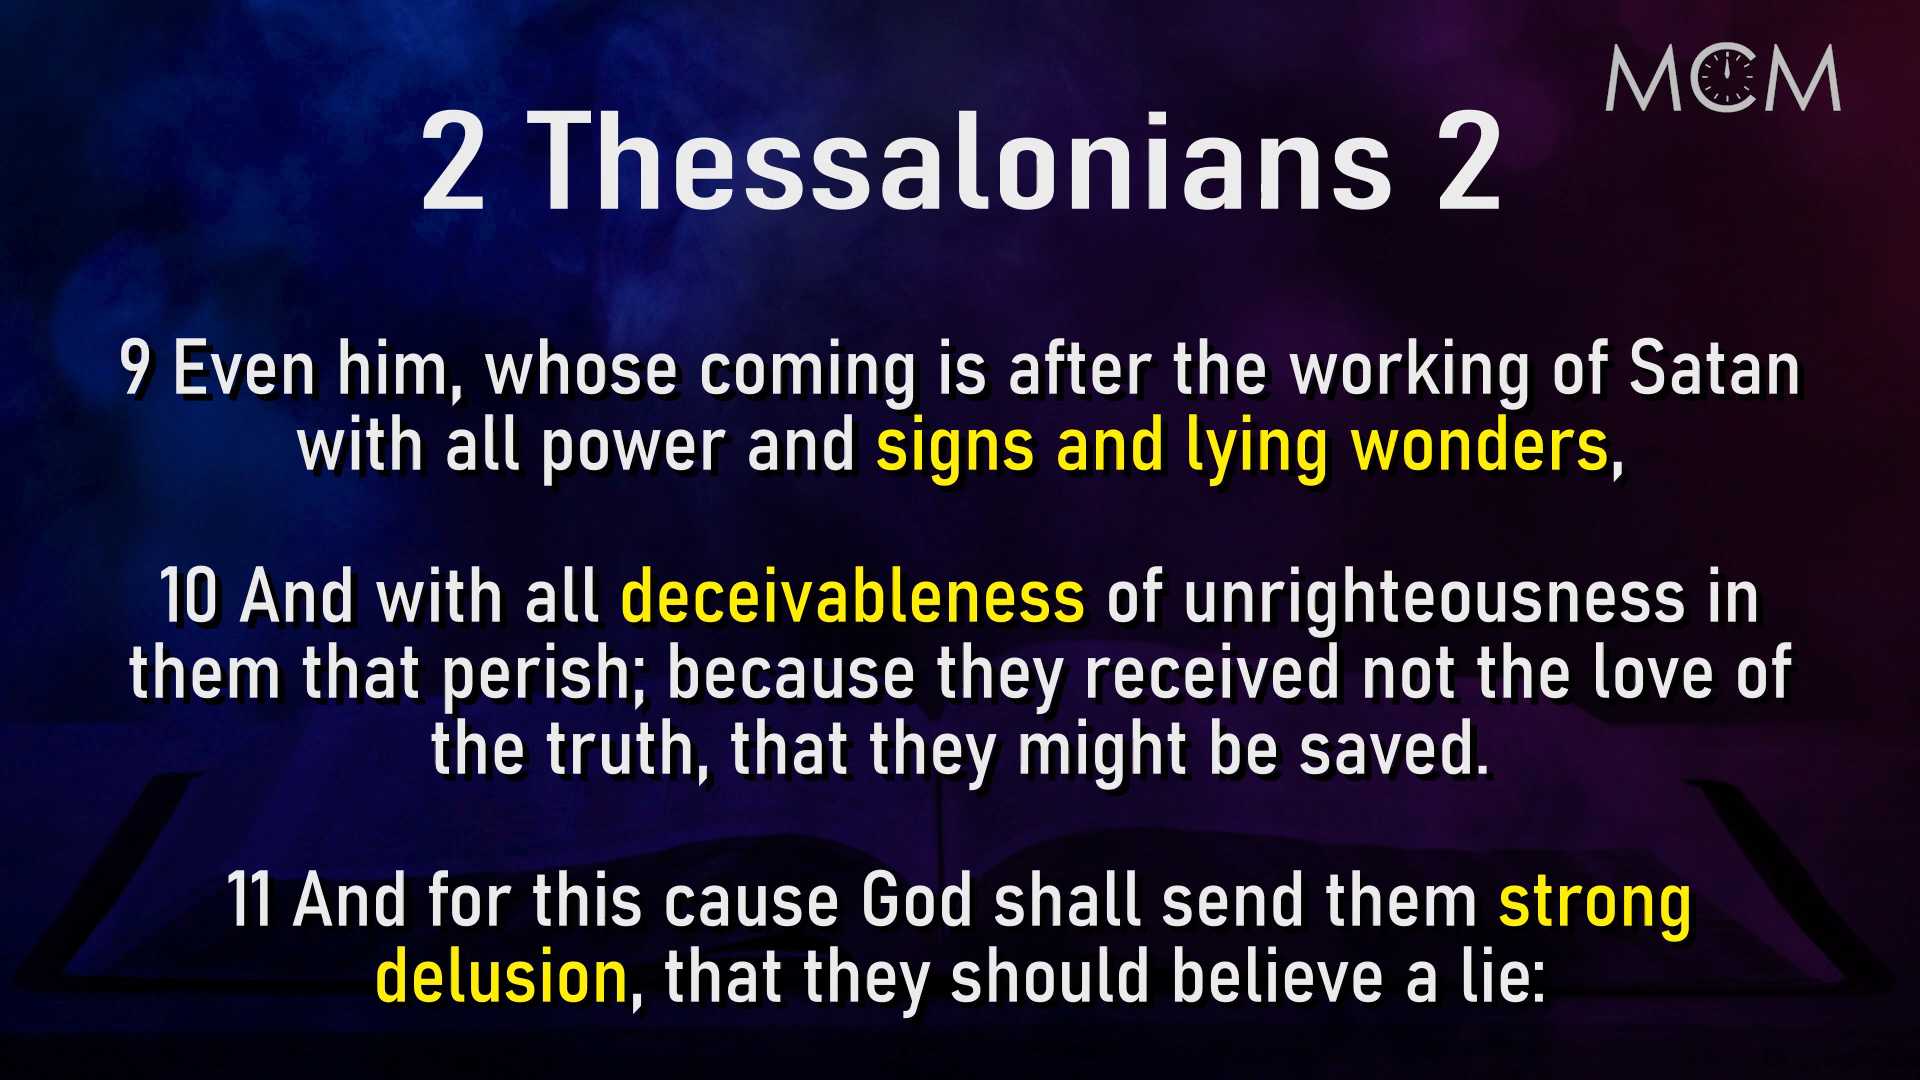 MCM
2 Thessalonians 2
9 Even him, whose coming is after the working of Satan
with all power and signs and lying wonders,
10 And with all deceivableness of unrighteousness in
them that perish; because they received not the love of
the truth, that they might be saved.
11 And for this cause God shall send them strong
delusion, that they should believe a lie: